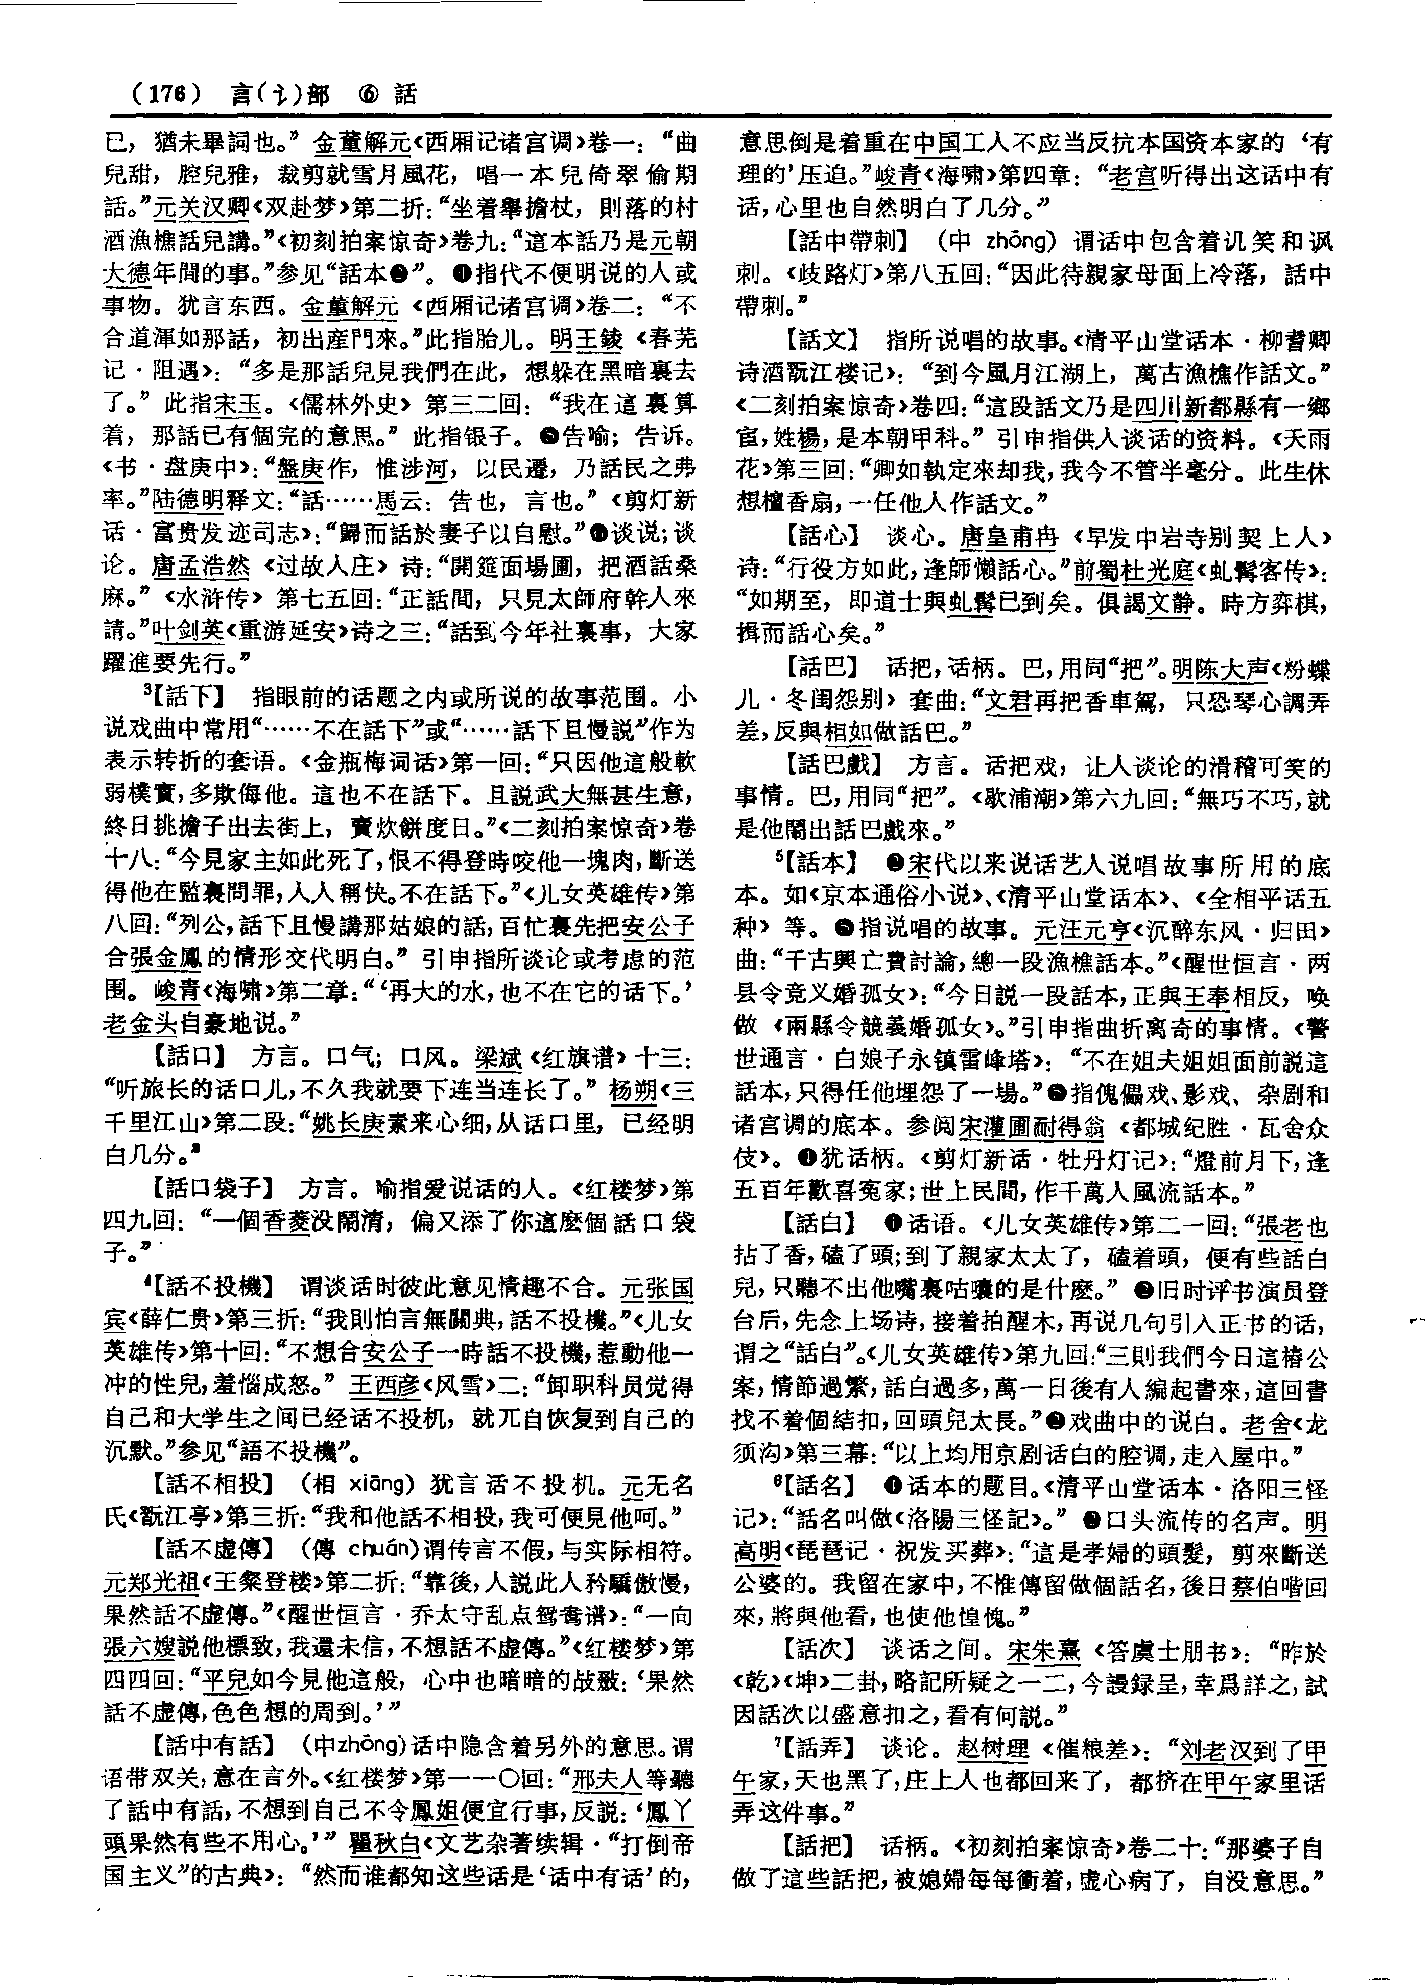 (176) 言(讠)部 ⑥ 話
已，猶未畢詞也。”金董解元《西厢记诸宫调》卷一：“曲
兒甜，腔兒雅，裁剪就雪月風花，唱一本兒倚翠偷期
話。”元关汉卿《双赴梦》第二折：“坐着舉擔杖，則落的村
酒漁樵話兒講。”《初刻拍案惊奇》卷九：“這本話乃是元朝
大德年間的事。”参见“話本❷”。❹指代不便明说的人或
事物。犹言东西。金董解元《西厢记诸宫调》卷二：“不
合道渾如那話，初出産門來。”此指胎儿。明王錂《春芜
记·阻遇》：“多是那話兒見我們在此，想躲在黑暗裏去
了。”此指宋玉。《儒林外史》第三二回：“我在這裏算
着，那話已有個完的意思。”此指银子。❺告喻；告诉。
《书·盘庚中》：“盤庚作，惟涉河，以民遷，乃話民之弗
率。”陆德明释文：“話……馬云：告也，言也。”《剪灯新
话·富贵发迹司志》：“歸而話於妻子以自慰。”❻谈说；谈
论。唐孟浩然《过故人庄》诗：“開筵面場圃，把酒話桑
麻。”《水浒传》第七五回：“正話間，只見太師府幹人來
請。”叶剑英《重游延安》诗之三：“話到今年社裏事，大家
躍進要先行。”
³【話下】 指眼前的话题之内或所说的故事范围。小
说戏曲中常用“……不在話下”或“……話下且慢説”作为
表示转折的套语。《金瓶梅词话》第一回：“只因他這般軟
弱樸實，多欺侮他。這也不在話下。且説武大無甚生意，
終日挑擔子出去街上，賣炊餅度日。”《二刻拍案惊奇》卷
十八：“今見家主如此死了，恨不得登時咬他一塊肉，斷送
得他在監裏問罪，人人稱快。不在話下。”《儿女英雄传》第
八回：“列公，話下且慢講那姑娘的話，百忙裏先把安公子
合張金鳳的情形交代明白。”引申指所谈论或考虑的范
围。峻青《海啸》第二章：“‘再大的水，也不在它的话下。’
老金头自豪地说。”
【話口】 方言。口气；口风。梁斌《红旗谱》十三：
“听旅长的话口儿，不久我就要下连当连长了。”杨朔《三
千里江山》第二段：“姚长庚素来心细，从话口里，已经明
白几分。”
【話口袋子】 方言。喻指爱说话的人。《红楼梦》第
四九回：“一個香菱没鬧清，偏又添了你這麽個話口袋
子。”
⁴【話不投機】 谓谈话时彼此意见情趣不合。元张国
宾《薛仁贵》第三折：“我則怕言無關典，話不投機。”《儿女
英雄传》第十回：“不想合安公子一時話不投機，惹動他一
冲的性兒，羞惱成怒。”王西彦《风雪》二：“卸职科员觉得
自己和大学生之间已经话不投机，就兀自恢复到自己的
沉默。”参见“語不投機”。
【話不相投】 (相 xiāng) 犹言话不投机。元无名
氏《翫江亭》第三折：“我和他話不相投，我可便見他呵。”
【話不虚傳】 (傳 chuán)谓传言不假，与实际相符。
元郑光祖《王粲登楼》第二折：“靠後，人説此人矜驕傲慢，
果然話不虚傳。”《醒世恒言·乔太守乱点鸳鸯谱》：“一向
張六嫂説他標致，我還未信，不想話不虚傳。”《红楼梦》第
四四回：“平兒如今見他這般，心中也暗暗的敁敪：‘果然
話不虚傳，色色想的周到。’”
【話中有話】 (中zhōng)话中隐含着另外的意思。谓
语带双关，意在言外。《红楼梦》第一一〇回：“邢夫人等聽
了話中有話，不想到自己不令鳳姐便宜行事，反説：‘鳳丫
頭果然有些不用心。’”瞿秋白《文艺杂著续辑·“打倒帝
国主义”的古典》：“然而谁都知这些话是‘话中有话’的，
意思倒是着重在中国工人不应当反抗本国资本家的‘有
理的’压迫。”峻青《海啸》第四章：“老宫听得出这话中有
话，心里也自然明白了几分。”
【話中帶刺】 (中 zhōng) 谓话中包含着讥笑和讽
刺。《歧路灯》第八五回：“因此待親家母面上冷落，話中
帶刺。”
【話文】 指所说唱的故事。《清平山堂话本·柳耆卿
诗酒翫江楼记》：“到今風月江湖上，萬古漁樵作話文。”
《二刻拍案惊奇》卷四：“這段話文乃是四川新都縣有一鄉
宦，姓楊，是本朝甲科。”引申指供人谈话的资料。《天雨
花》第三回：“卿如執定來却我，我今不管半毫分。此生休
想檀香扇，一任他人作話文。”
【話心】 谈心。唐皇甫冉《早发中岩寺别契上人》
诗：“行役方如此，逢師懶話心。”前蜀杜光庭《虬髯客传》：
“如期至，即道士與虬髯已到矣。俱謁文静。時方弈棋，
揖而話心矣。”
【話巴】 话把，话柄。巴，用同“把”。明陈大声《粉蝶
儿·冬闺怨别》套曲：“文君再把香車駕，只恐琴心調弄
差，反與相如做話巴。”
【話巴戲】 方言。话把戏，让人谈论的滑稽可笑的
事情。巴，用同“把”。《歇浦潮》第六九回：“無巧不巧，就
是他鬧出話巴戲來。”
⁵【話本】 ❶宋代以来说话艺人说唱故事所用的底
本。如《京本通俗小说》、《清平山堂话本》、《全相平话五
种》等。❷指说唱的故事。元汪元亨《沉醉东风·归田》
曲：“千古興亡費討論，總一段漁樵話本。”《醒世恒言·两
县令竞义婚孤女》：“今日説一段話本，正與王奉相反，唤
做《兩縣令競義婚孤女》。”引申指曲折离奇的事情。《警
世通言·白娘子永镇雷峰塔》：“不在姐夫姐姐面前説這
話本，只得任他埋怨了一場。”❸指傀儡戏、影戏、杂剧和
诸宫调的底本。参阅宋灌圃耐得翁《都城纪胜·瓦舍众
伎》。❹犹话柄。《剪灯新话·牡丹灯记》：“燈前月下，逢
五百年歡喜冤家；世上民間，作千萬人風流話本。”
【話白】 ❶话语。《儿女英雄传》第二一回：“張老也
拈了香，磕了頭；到了親家太太了，磕着頭，便有些話白
兒，只聽不出他嘴裏咕囔的是什麽。”❷旧时评书演员登
台后，先念上场诗，接着拍醒木，再说几句引入正书的话，
谓之“話白”。《儿女英雄传》第九回：“三則我們今日這樁公
案，情節過繁，話白過多，萬一日後有人編起書來，這回書
找不着個結扣，回頭兒太長。”❸戏曲中的说白。老舍《龙
须沟》第三幕：“以上均用京剧话白的腔调，走入屋中。”
⁶【話名】 ❶话本的题目。《清平山堂话本·洛阳三怪
记》：“話名叫做《洛陽三怪記》。”❷口头流传的名声。明
高明《琵琶记·祝发买葬》：“這是孝婦的頭髮，剪來斷送
公婆的。我留在家中，不惟傳留做個話名，後日蔡伯喈回
來，將與他看，也使他惶愧。”
【話次】 谈话之间。宋朱熹《答虞士朋书》：“昨於
《乾》《坤》二卦，略記所疑之一二，今謾録呈，幸爲詳之，試
因話次以盛意扣之，看有何説。”
⁷【話弄】 谈论。赵树理《催粮差》：“刘老汉到了甲
午家，天也黑了，庄上人也都回来了，都挤在甲午家里话
弄这件事。”
【話把】 话柄。《初刻拍案惊奇》卷二十：“那婆子自
做了這些話把，被媳婦每每衝着，虚心病了，自没意思。”